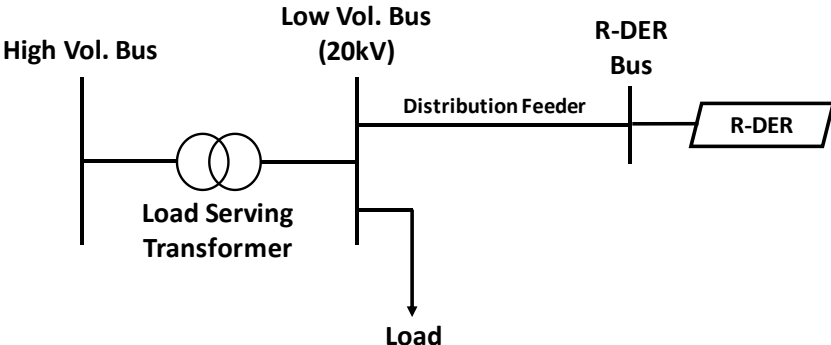 High Vol. Bus
Low Vol. Bus
(20kV)
R-DER
Bus
Distribution Feeder
R-DER
Load Serving
Transformer
Load